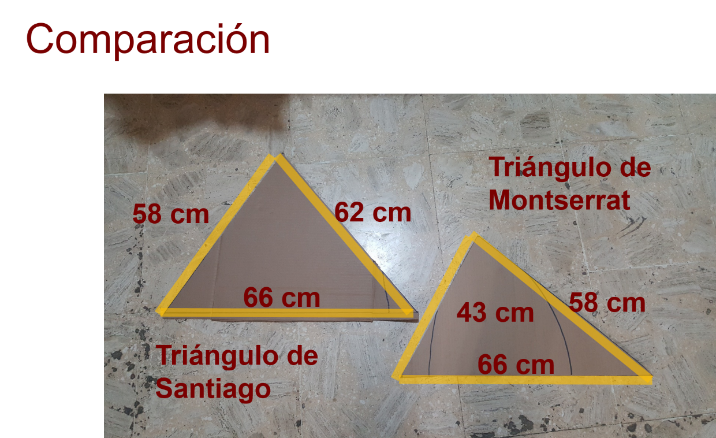 Comparación
Triángulo de
Montserrat
58 cm
62 cm
66 cm
43 cm
58 cm
66 cm
Triángulo de
Santiago